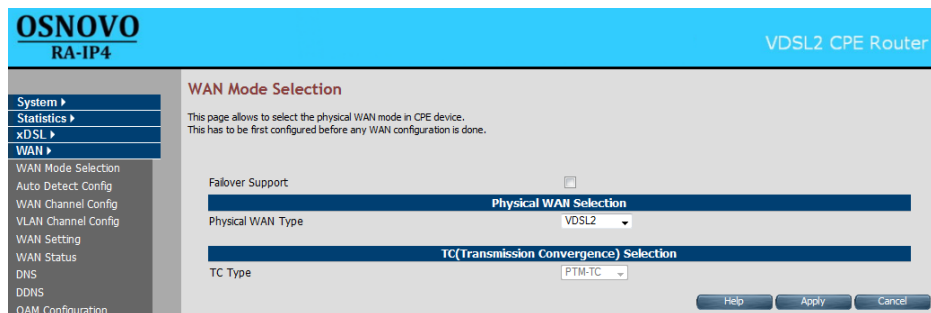 OSNOVO
RA-IP4
VDSL2 CPE Router
System
Statistics
xDSL
WAN
WAN Mode Selection
Auto Detect Config
WAN Channel Config
VLAN Channel Config
WAN Setting
WAN Status
DNS
DDNS
OAM Configuration
WAN Mode Selection
This page allows to select the physical WAN mode in CPE device.
This has to be first configured before any WAN configuration is done.
Failover Support
Physical WAN Selection
Physical WAN Type VDSL2
TC(Transmission Convergence) Selection
TC Type PTM-TC
Help Apply Cancel